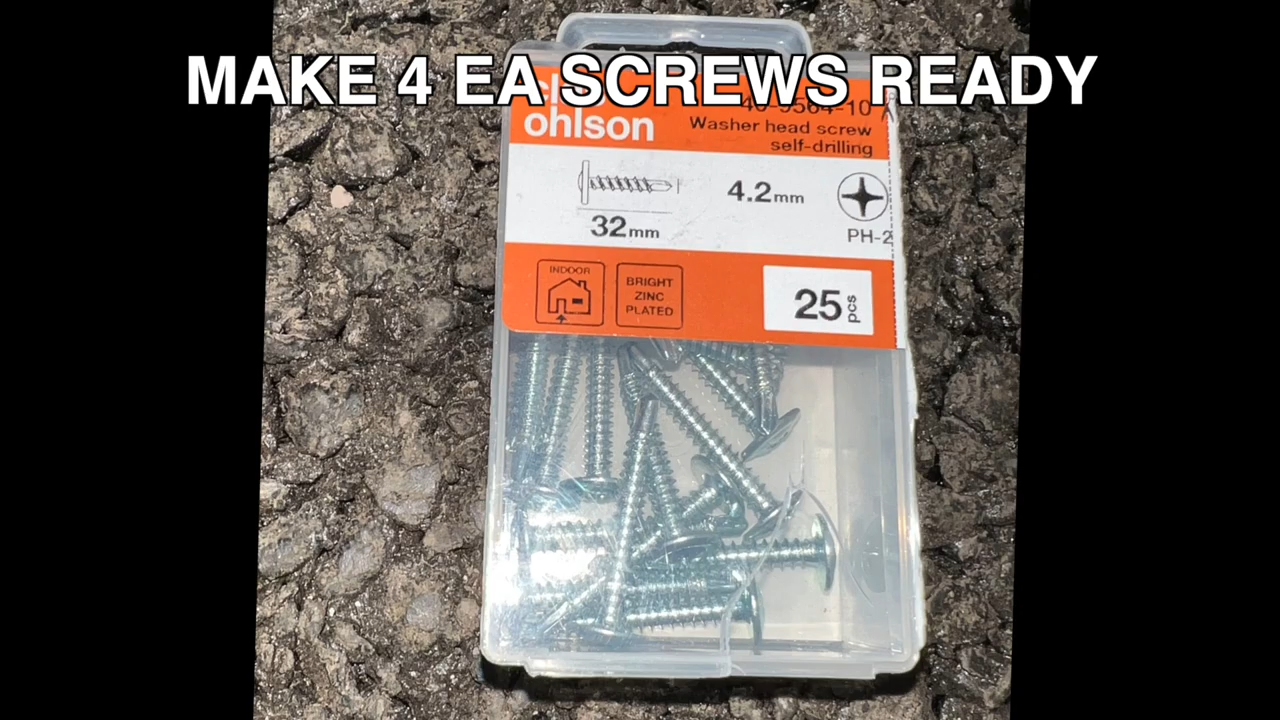 MAKE 4 EA SCREWS READY
ohlson
Washer head screw
self-drilling
4.2mm
32mm
PH-2
INDOOR
BRIGHT
ZINC
PLATED
25 pcs